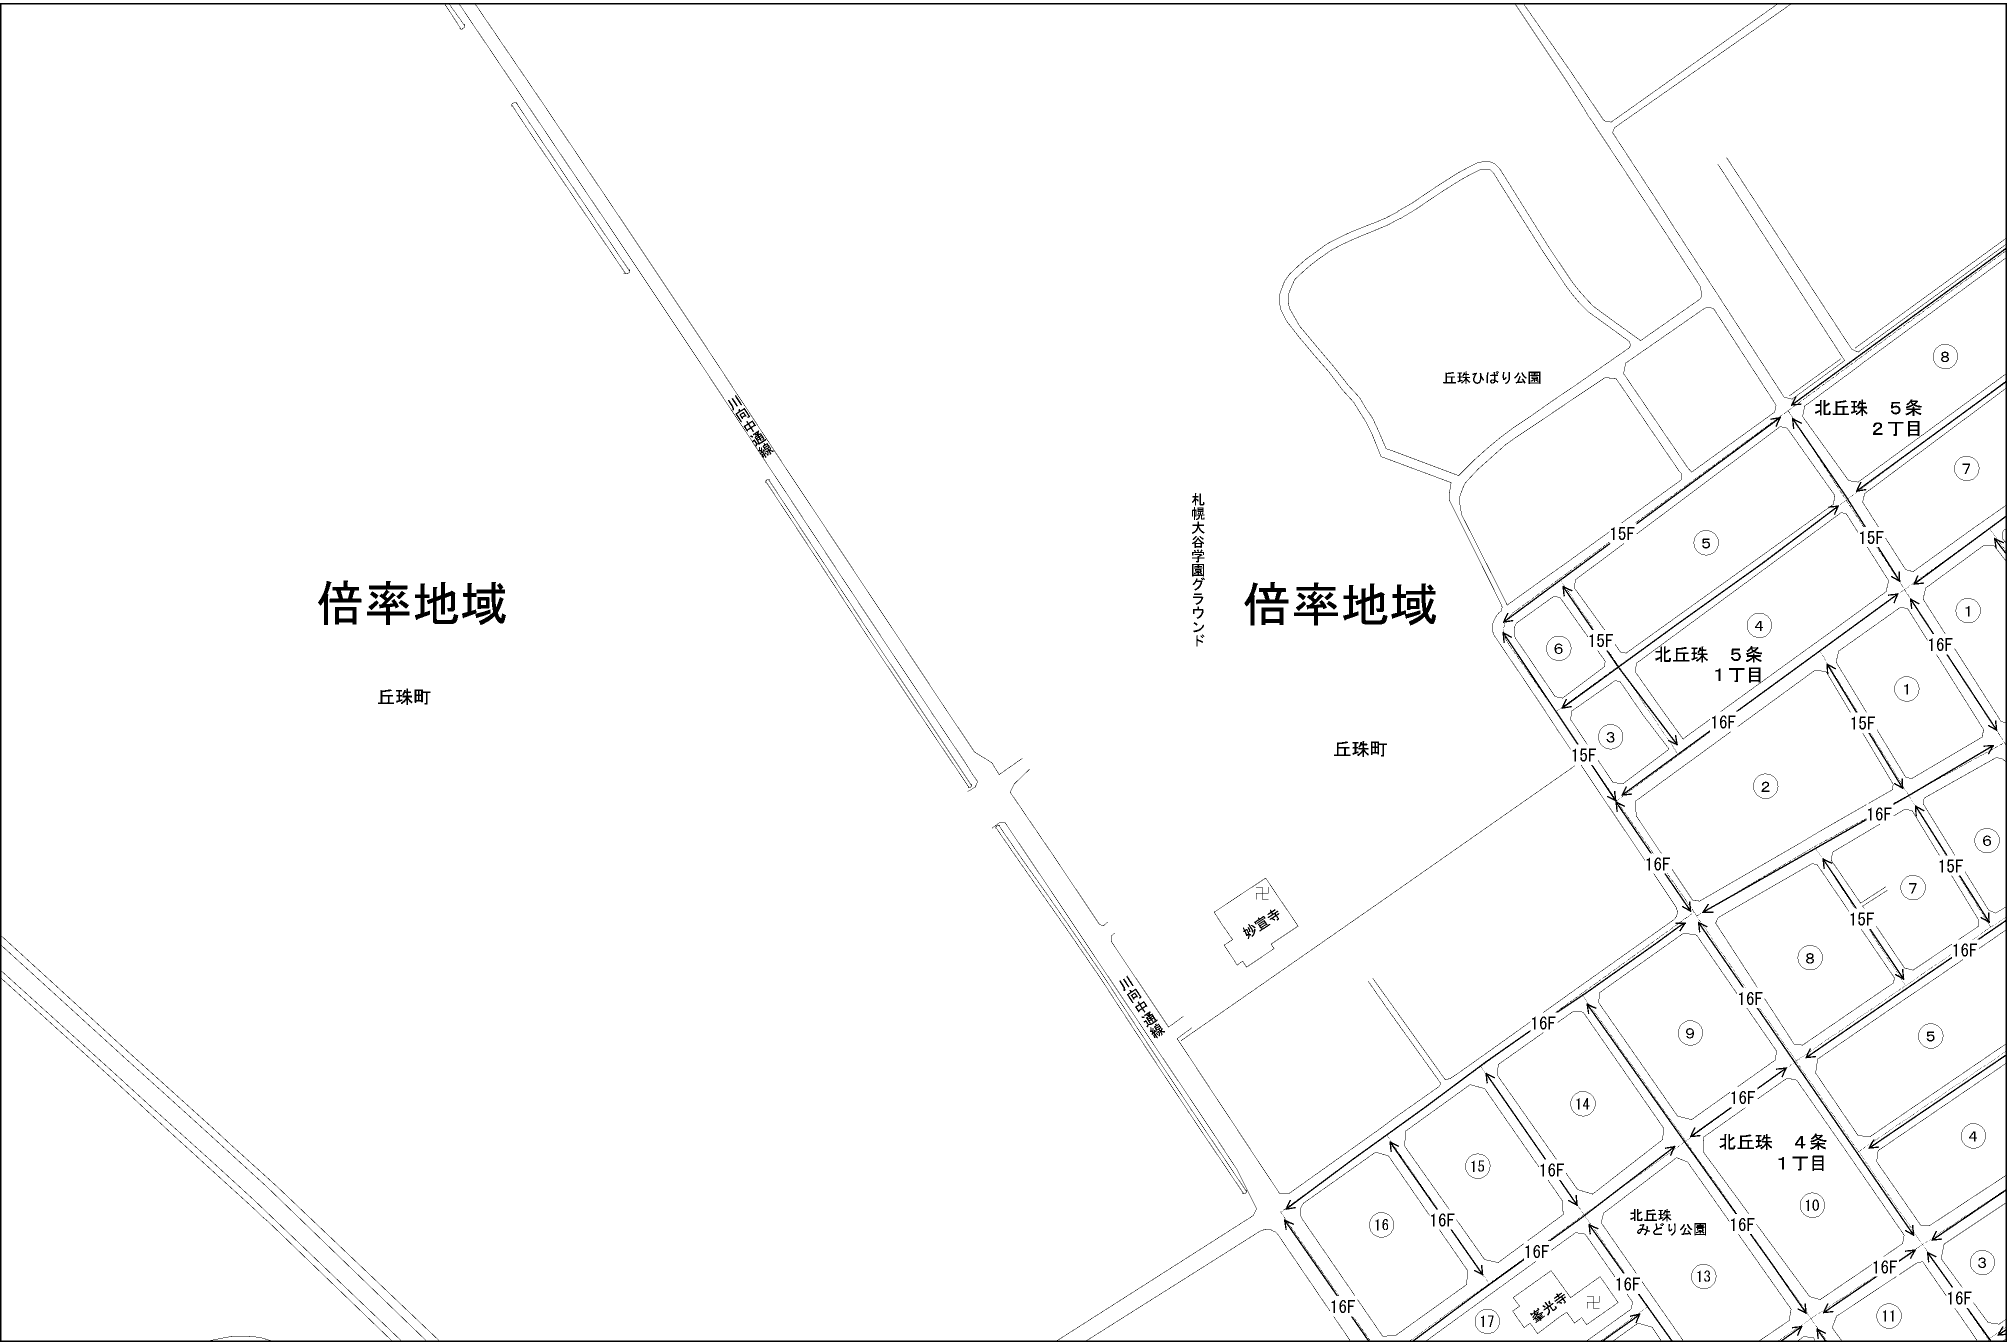 ⑧
丘珠ひばり公園
北丘珠　５条
２丁目
川向中通線
⑦
札幌大谷学園グラウンド
15F
15F
⑤
倍率地域
倍率地域
①
④
15F
⑥
16F
北丘珠　５条
１丁目
①
丘珠町
16F
15F
③
丘珠町
15F
②
16F
⑥
16F
15F
⑦
卍
妙宣寺
15F
16F
⑧
川向中通線
16F
16F
⑨
⑤
16F
⑭
④
北丘珠　４条
１丁目
⑮
16F
⑩
16F
⑯
16F
北丘珠
みどり公園
16F
③
⑬
16F
16F
16F
卍
峯光寺
16F
⑰
⑪